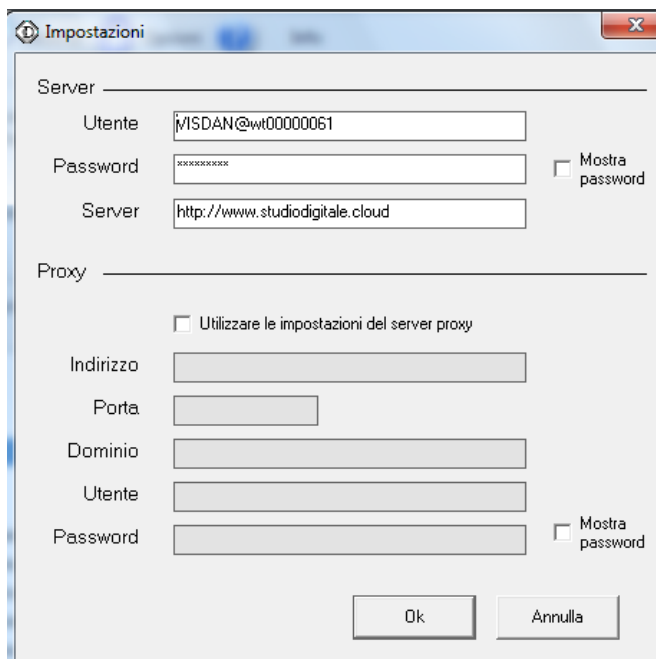 Impostazioni
Server
Utente
VISDAN@wt00000061
Password
*********
Mostra
password
Server
http://www.studiodigitale.cloud
Proxy
Utilizzare le impostazioni del server proxy
Indirizzo
Porta
Dominio
Utente
Password
Mostra
password
Ok
Annulla